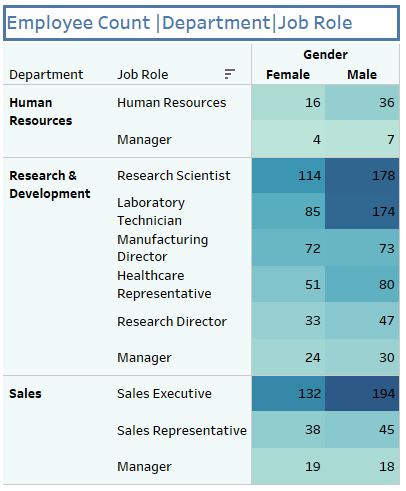 Employee Count |Department|Job Role
Gender
Department Job Role Female Male
Human Resources Human Resources 16 36
Manager 4 7
Research & Development Research Scientist 114 178
Laboratory Technician 85 174
Manufacturing Director 72 73
Healthcare Representative 51 80
Research Director 33 47
Manager 24 30
Sales Sales Executive 132 194
Sales Representative 38 45
Manager 19 18